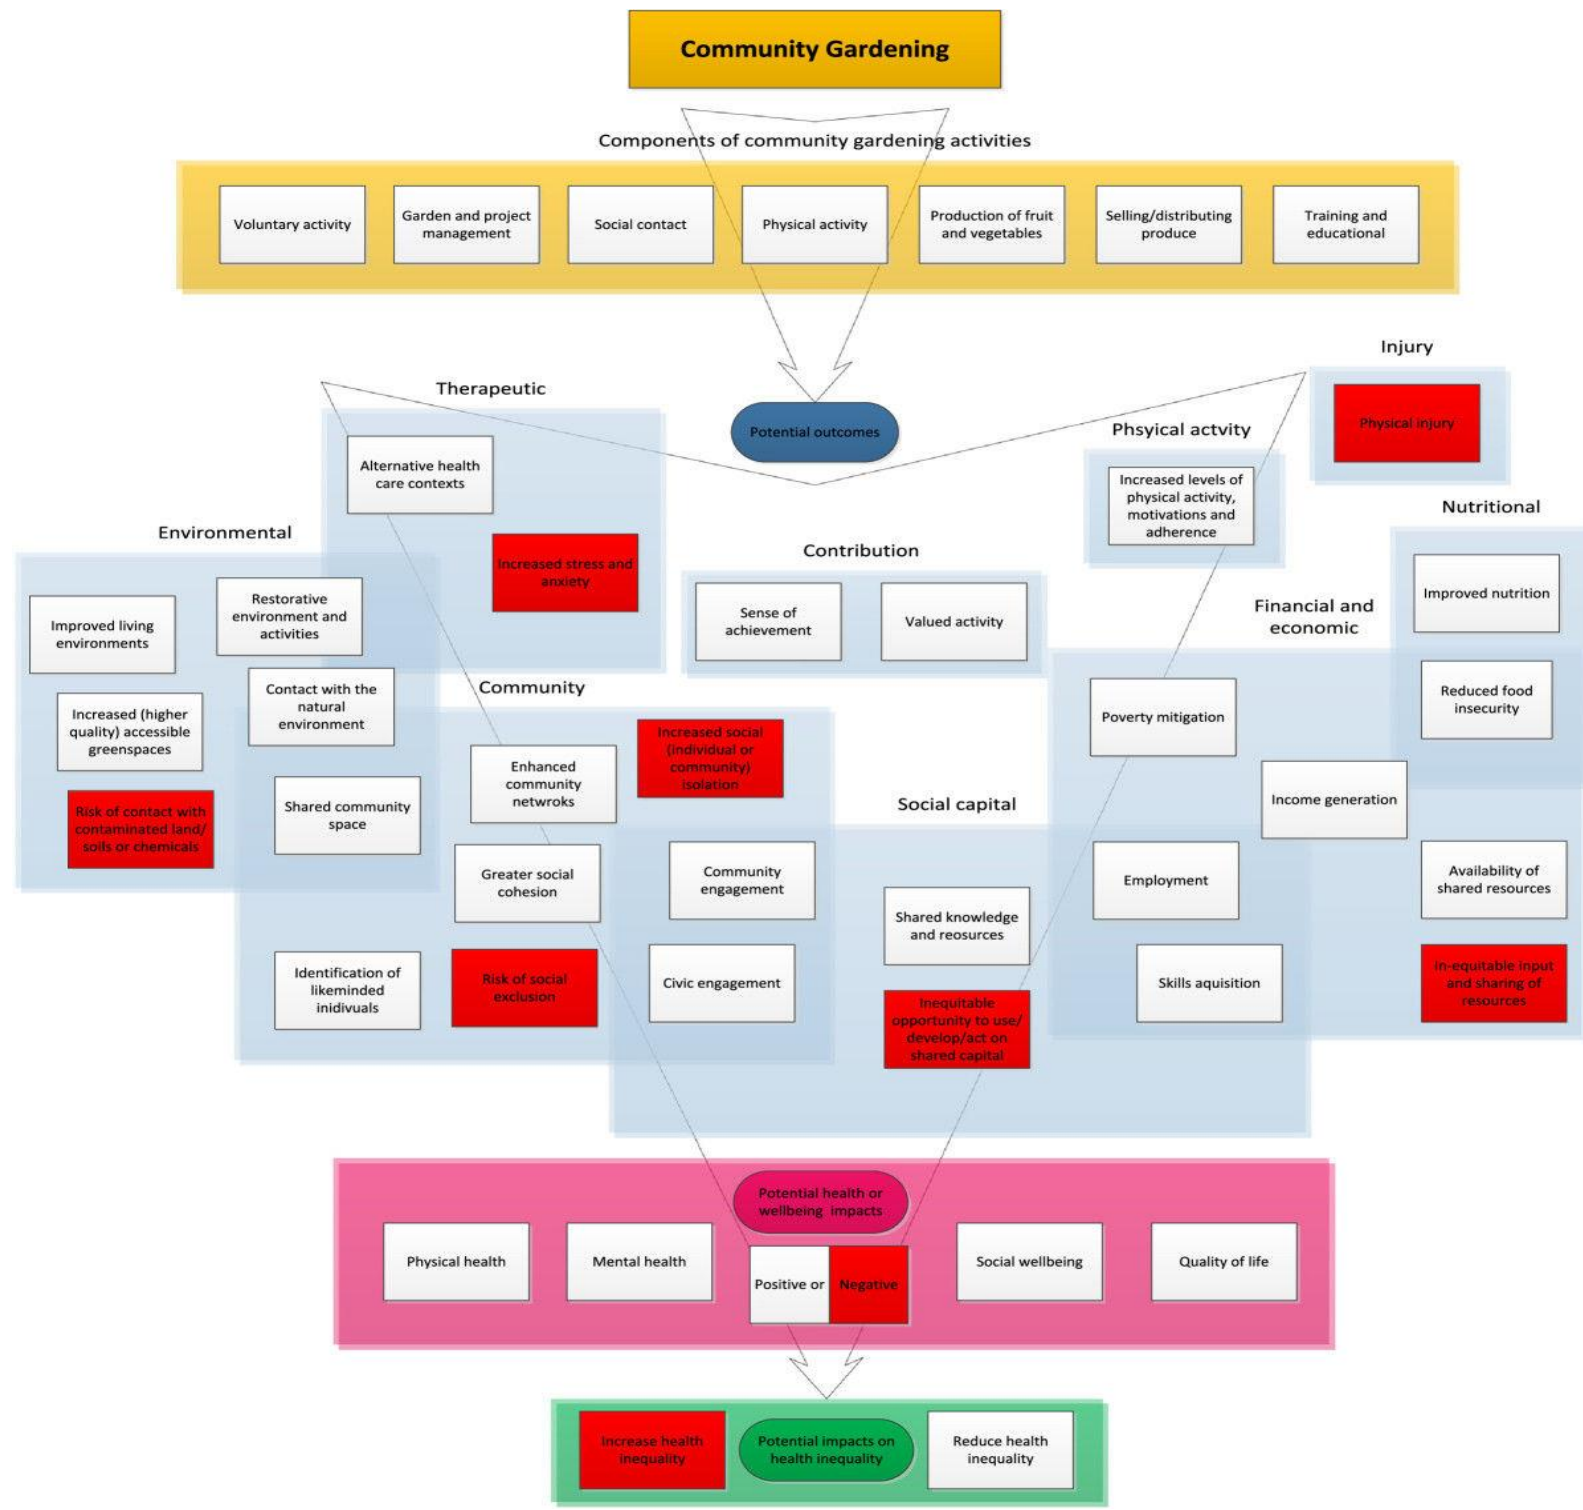 Community Gardening
Components of community gardening activities
Voluntary activity
Garden and project
management
Social contact
Physical activity
Production of fruit
and vegetables
Selling/distributing
produce
Training and
educational
Potential outcomes
Therapeutic
Alternative health
care contexts
Increased stress and
anxiety
Environmental
Improved living
environments
Restorative
environment and
activities
Increased (higher
quality) accessible
greenspaces
Contact with the
natural
environment
Risk of contact with
contaminated land/
soils or chemicals
Shared community
space
Community
Enhanced
community
netwroks
Increased social
(individual or
community)
isolation
Greater social
cohesion
Community
engagement
Identification of
likeminded
inidivuals
Risk of social
exclusion
Civic engagement
Contribution
Sense of
achievement
Valued activity
Social capital
Shared knowledge
and reosurces
Inequitable
opportunity to use/
develop/act on
shared capital
Phsyical actvity
Increased levels of
physical activity,
motivations and
adherence
Injury
Physical injury
Nutritional
Improved nutrition
Reduced food
insecurity
Financial and
economic
Poverty mitigation
Income generation
Employment
Availability of
shared resources
Skills aquisition
In-equitable input
and sharing of
resources
Potential health or
wellbeing impacts
Physical health
Mental health
Positive or
Negative
Social wellbeing
Quality of life
Increase health
inequality
Potential impacts on
health inequality
Reduce health
inequality